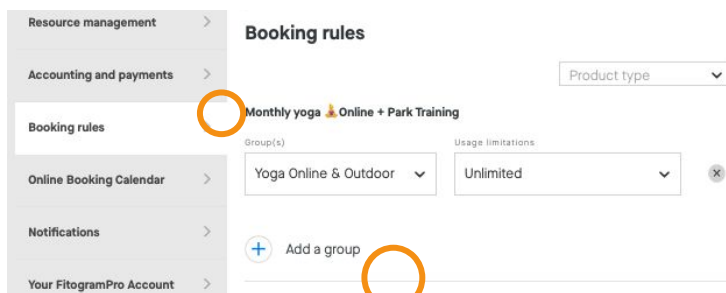 Resource management
Accounting and payments
Booking rules
Online Booking Calendar
Notifications
Your FitogramPro Account
Booking rules
Product type
Monthly yoga 🧘Online + Park Training
Group(s)
Usage limitations
Yoga Online & Outdoor
Unlimited
Add a group